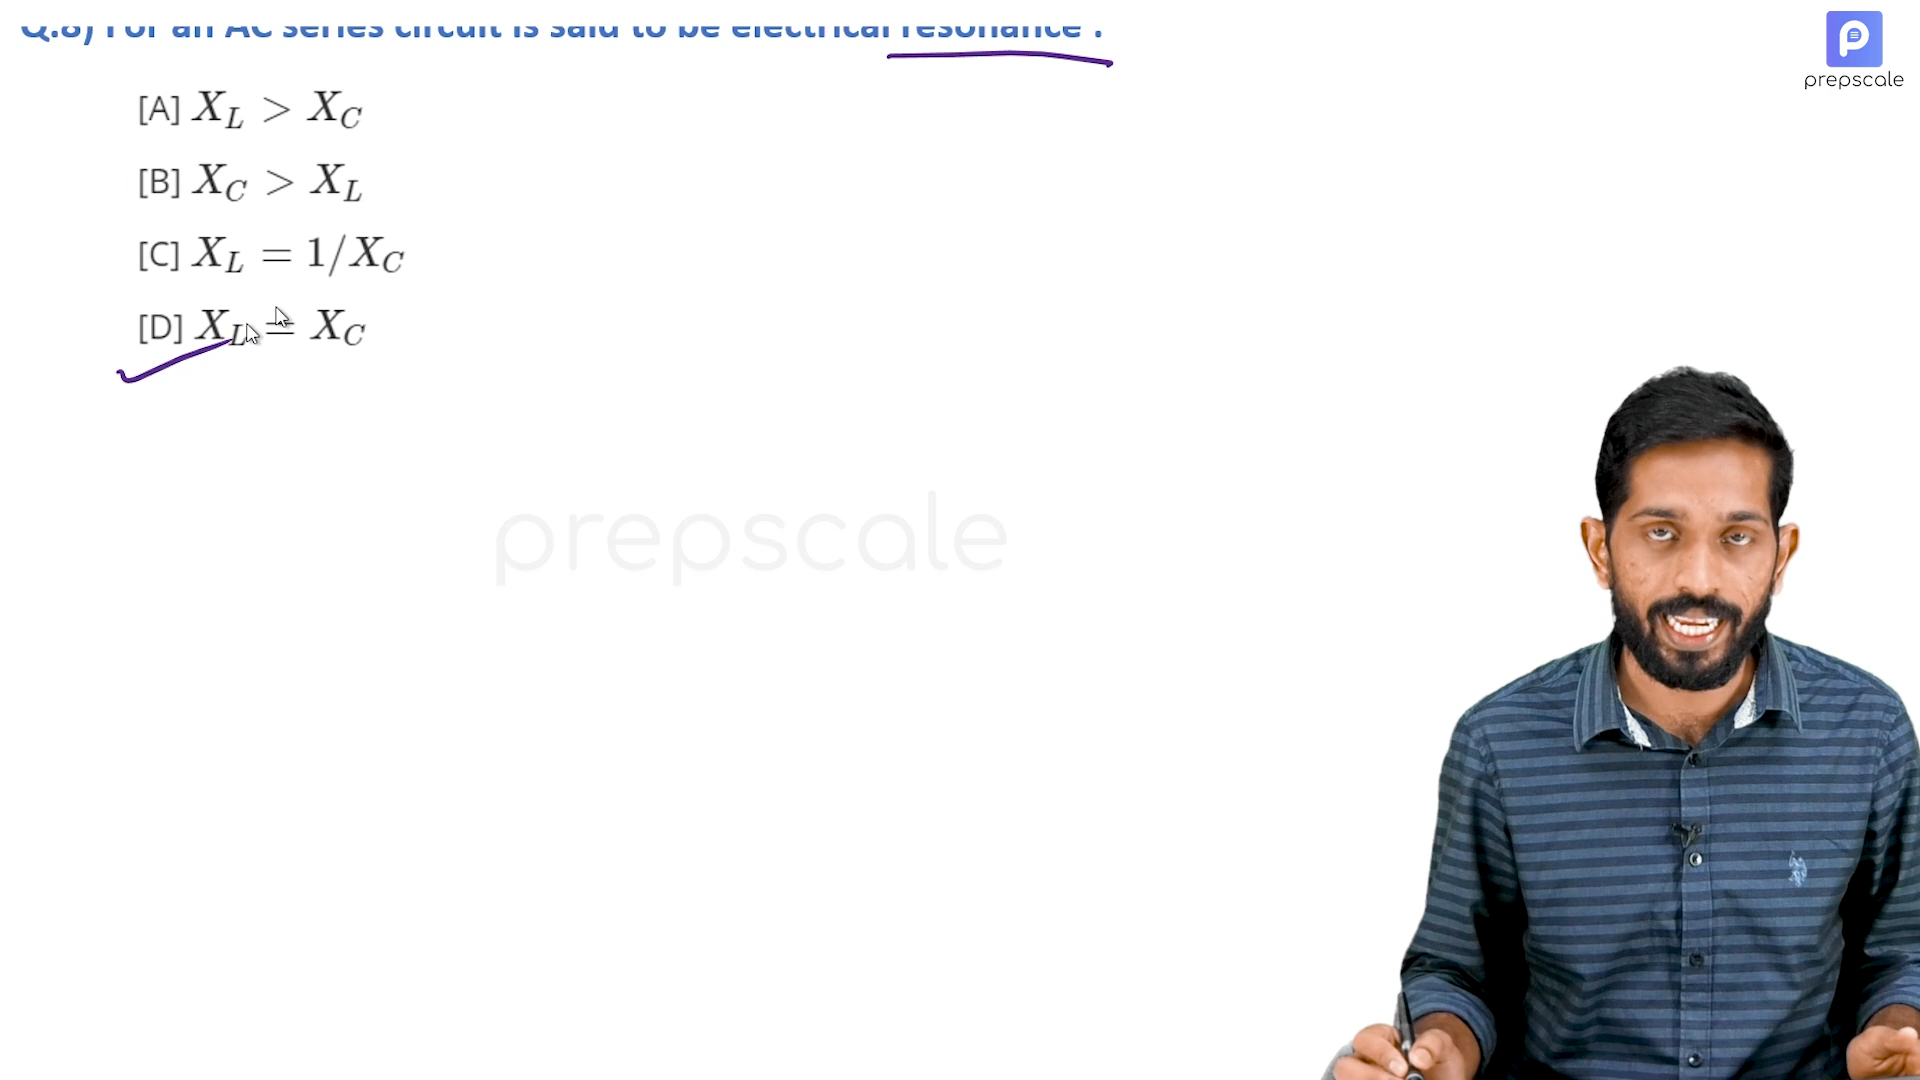 Q.8) For an AC series circuit is said to be electrical resonance .
prepscale
[A] X_L > X_C
[B] X_C > X_L
[C] X_L = 1/X_C
[D] X_L = X_C
prepscale